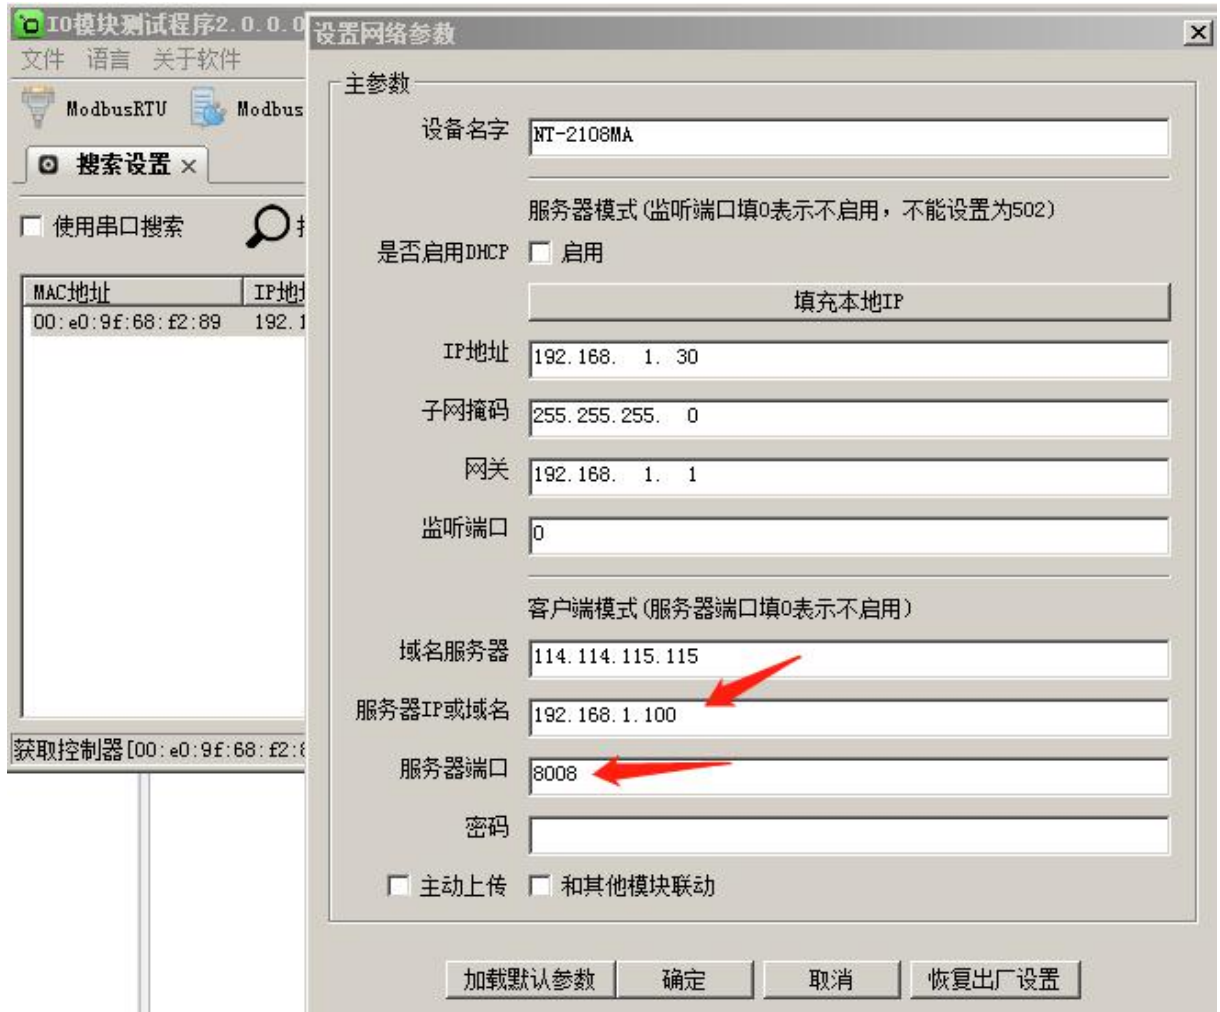 IO模块测试程序2.0.0.0
文件 语言 关于软件
ModbusRTU Modbus
搜索设置 ×
使用串口搜索
MAC地址 IP地
00:e0:9f:68:f2:89 192.1
获取控制器[00:e0:9f:68:f2:8
设置网络参数
主参数
设备名字 NT-2108MA
服务器模式(监听端口填0表示不启用，不能设置为502)
是否启用DHCP 启用
填充本地IP
IP地址 192.168. 1. 30
子网掩码 255.255.255. 0
网关 192.168. 1. 1
监听端口 0
客户端模式(服务器端口填0表示不启用)
域名服务器 114.114.115.115
服务器IP或域名 192.168.1.100
服务器端口 8008
密码
主动上传 和其他模块联动
加载默认参数 确定 取消 恢复出厂设置